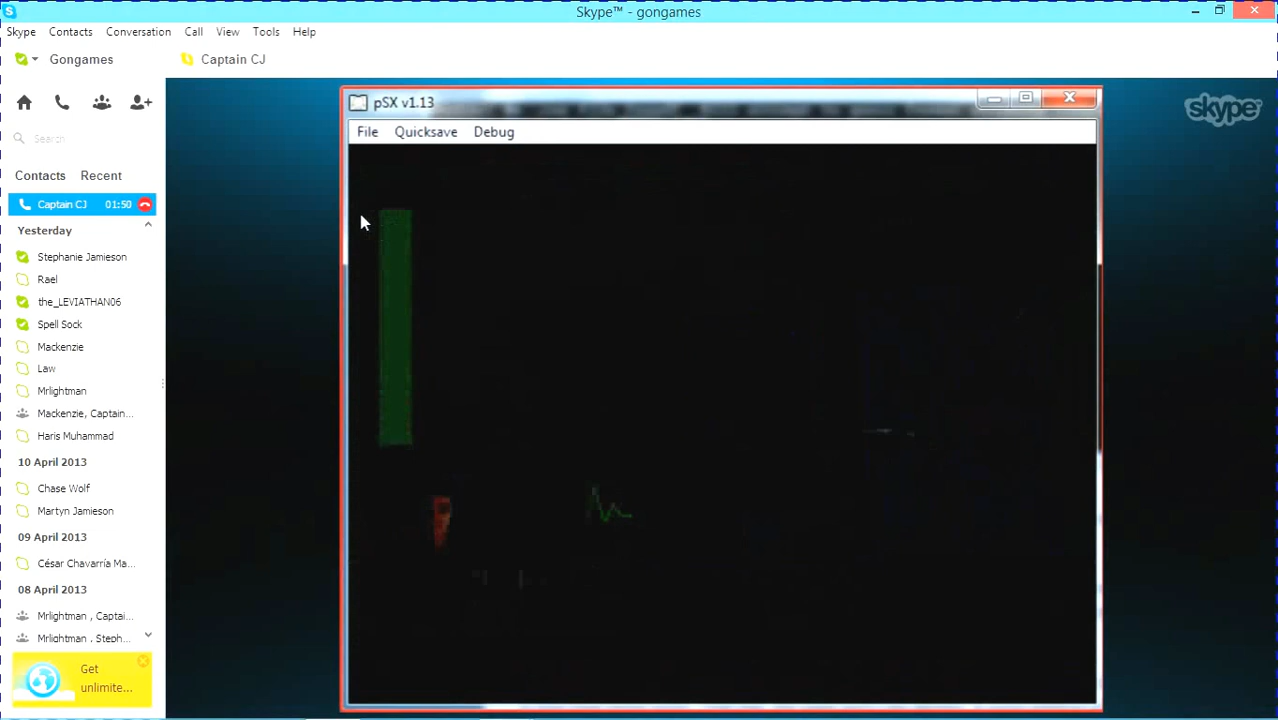 Skype™ - gongames
Skype Contacts Conversation Call View Tools Help
Gongames
Captain CJ
Search
Contacts Recent
Captain CJ 01:50
Yesterday
Stephanie Jamieson
Rael
the_LEVIATHAN06
Spell Sock
Mackenzie
Law
Mrlightman
Mackenzie, Captain...
Haris Muhammad
10 April 2013
Chase Wolf
Martyn Jamieson
09 April 2013
César Chavarría Ma...
08 April 2013
Mrlightman , Captai...
Mrlightman , Steph...
Get
unlimite...
pSX v1.13
File Quicksave Debug
skype